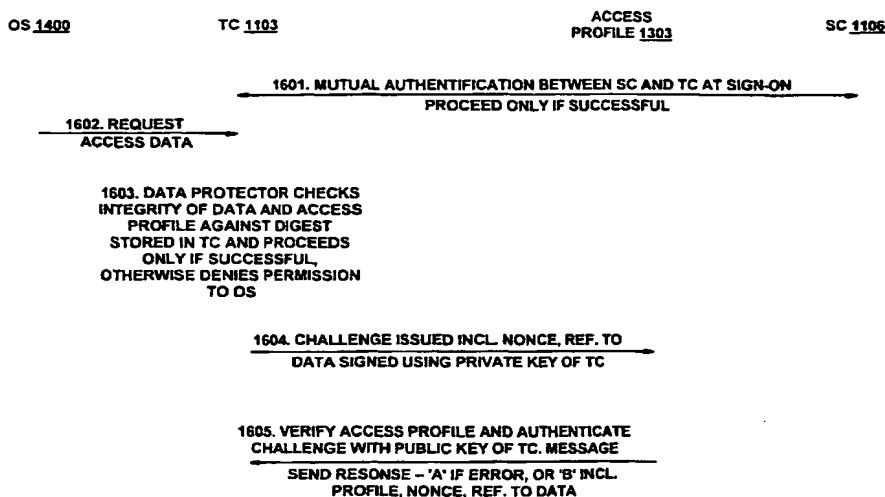 OS 1400
TC 1103
ACCESS
PROFILE 1303
SC 1106
1601. MUTUAL AUTHENTIFICATION BETWEEN SC AND TC AT SIGN-ON
PROCEED ONLY IF SUCCESSFUL
1602. REQUEST
ACCESS DATA
1603. DATA PROTECTOR CHECKS
INTEGRITY OF DATA AND ACCESS
PROFILE AGAINST DIGEST
STORED IN TC AND PROCEEDS
ONLY IF SUCCESSFUL,
OTHERWISE DENIES PERMISSION
TO OS
1604. CHALLENGE ISSUED INCL. NONCE, REF. TO
DATA SIGNED USING PRIVATE KEY OF TC
1605. VERIFY ACCESS PROFILE AND AUTHENTICATE
CHALLENGE WITH PUBLIC KEY OF TC. MESSAGE
SEND RESONSE – 'A' IF ERROR, OR 'B' INCL.
PROFILE, NONCE, REF. TO DATA